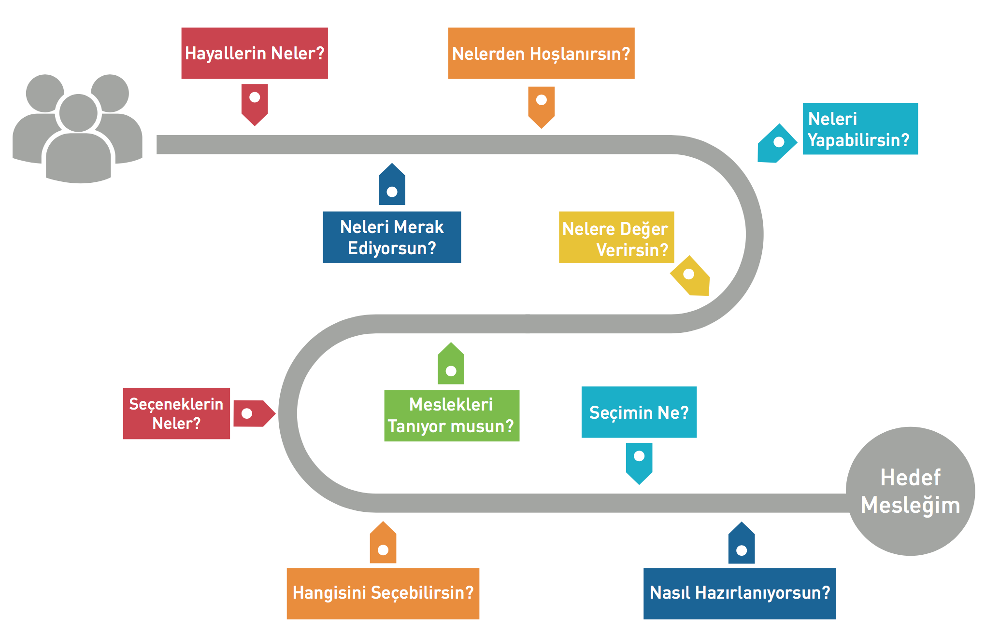 Hayallerin Neler?
Neleri Merak
Ediyorsun?
Nelerden Hoşlanırsın?
Neleri
Yapabilirsin?
Nelere Değer
Verirsin?
Meslekleri
Tanıyor musun?
Seçeneklerin
Neler?
Hangisini Seçebilirsin?
Seçimin Ne?
Nasıl Hazırlanıyorsun?
Hedef
Mesleğim